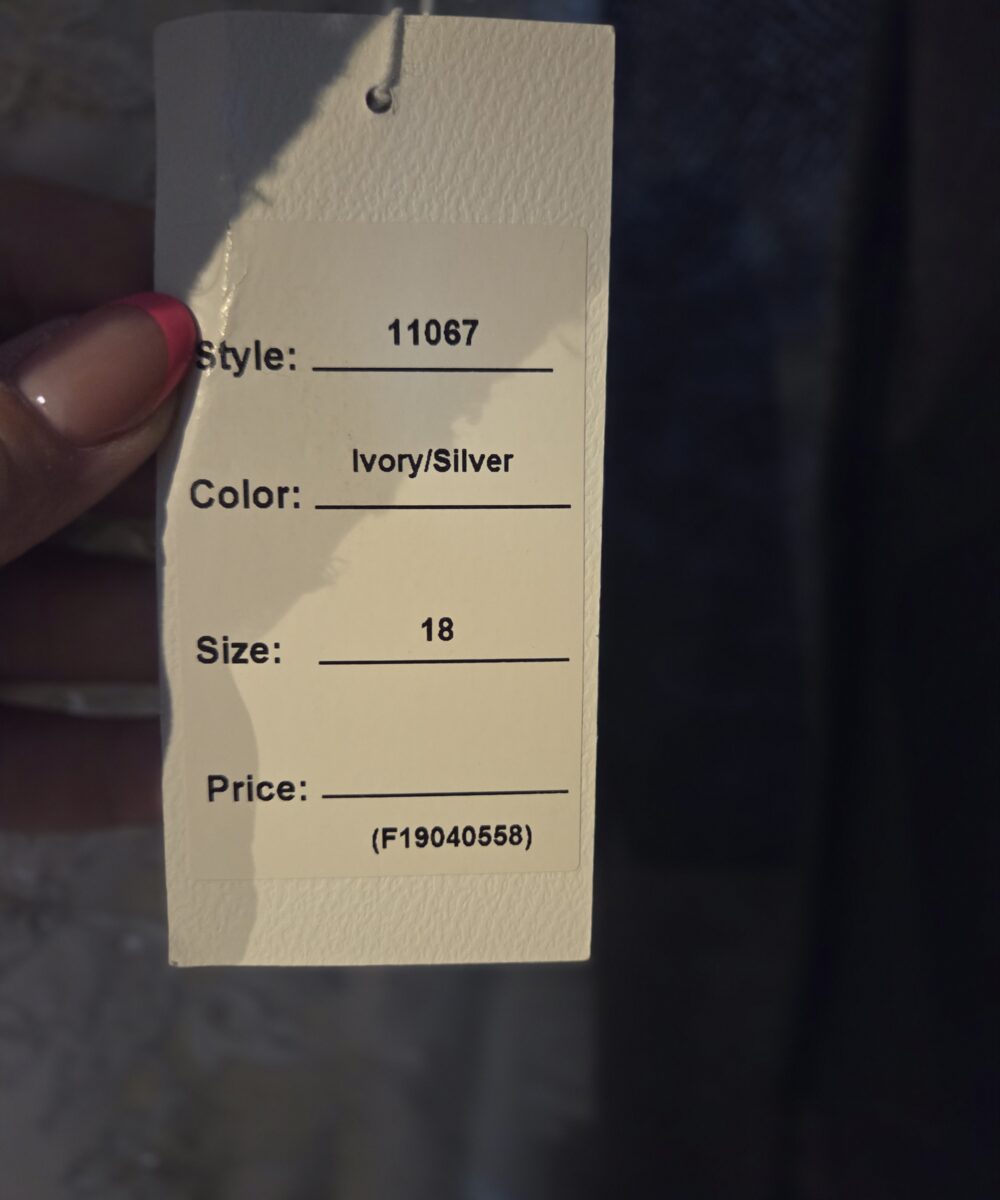 Style: 11067
Color: Ivory/Silver
Size: 18
Price:
(F19040558)